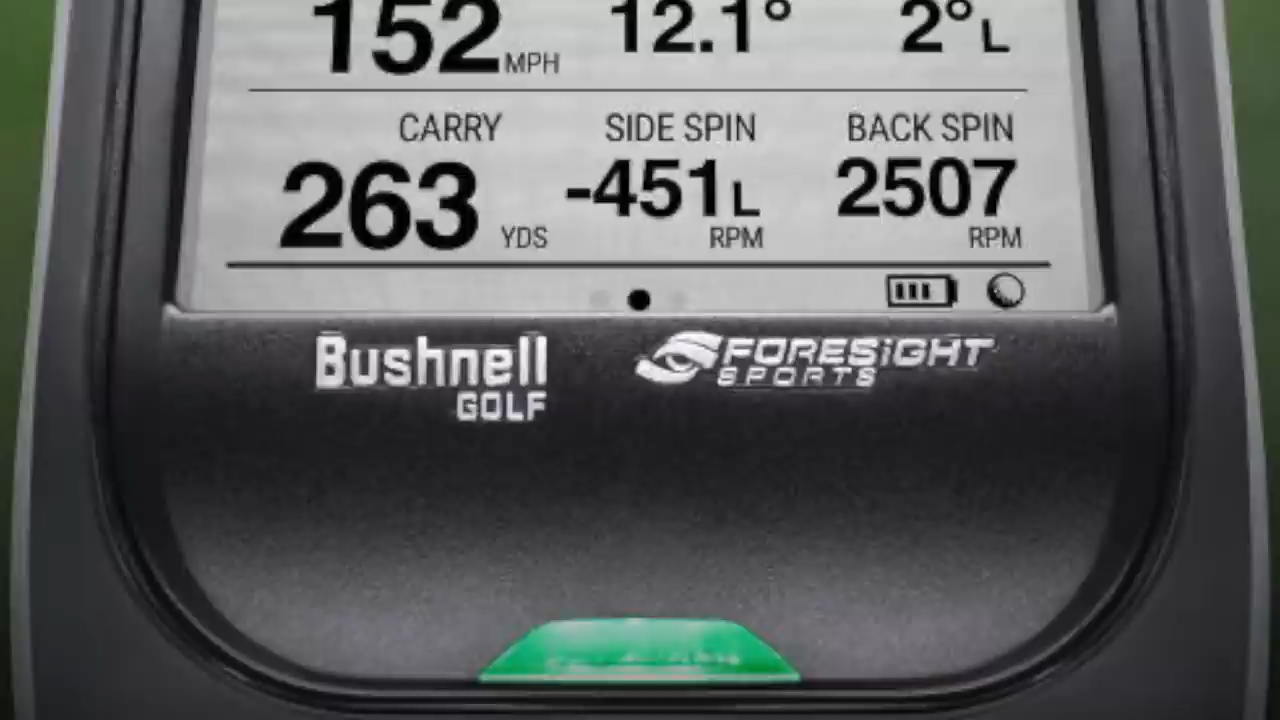 152 MPH 12.1° 2° L
CARRY SIDE SPIN BACK SPIN
263 YDS -451 L RPM 2507 RPM
Bushnell FORESiGHT
GOLF SPORTS